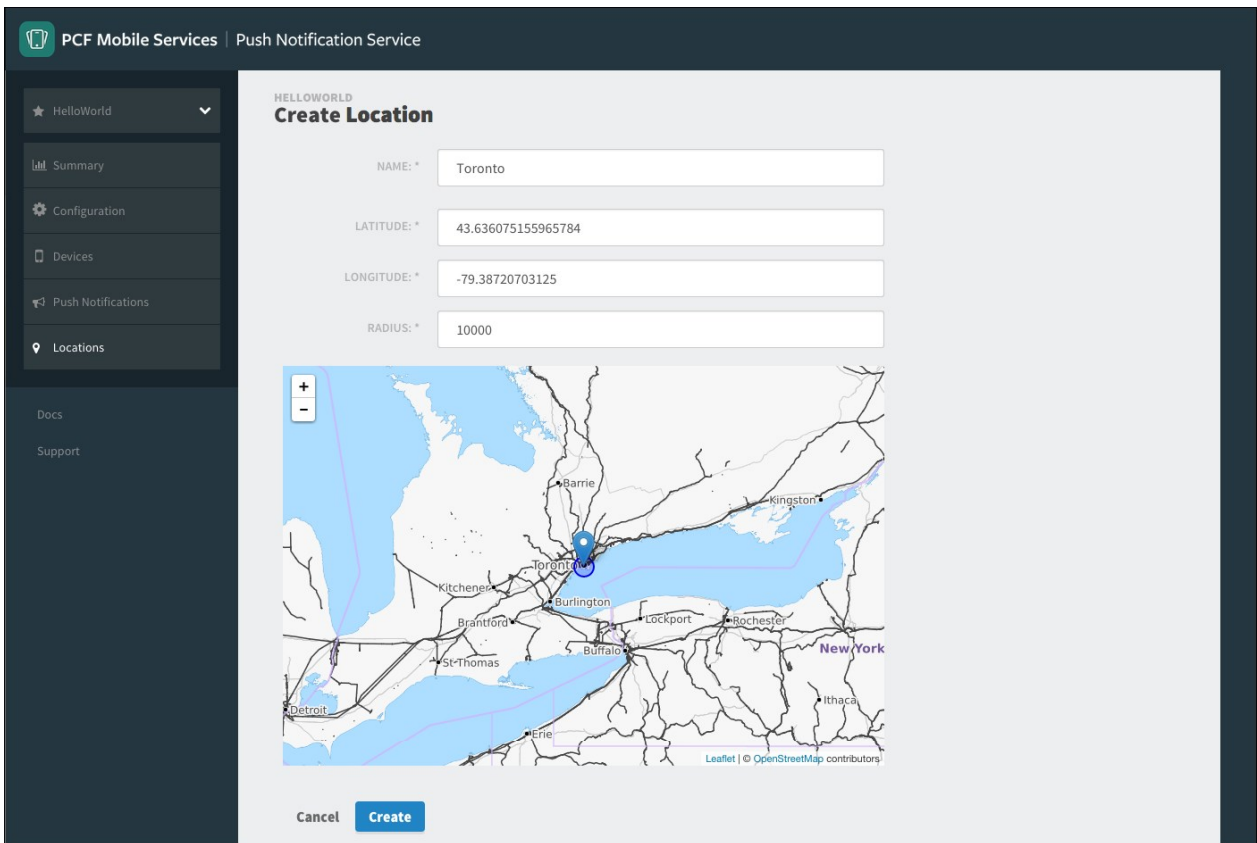 PCF Mobile Services | Push Notification Service
HelloWorld
Summary
Configuration
Devices
Push Notifications
Locations
Docs
Support
HELLOWORLD
Create Location
NAME: * Toronto
LATITUDE: * 43.636075155965784
LONGITUDE: * -79.38720703125
RADIUS: * 10000
+
−
Barrie
Kingston
Toronto
Kitchener
Burlington
Brantford
Lockport
Rochester
Buffalo
New York
St-Thomas
Ithaca
Detroit
Erie
Leaflet | © OpenStreetMap contributors
Cancel Create